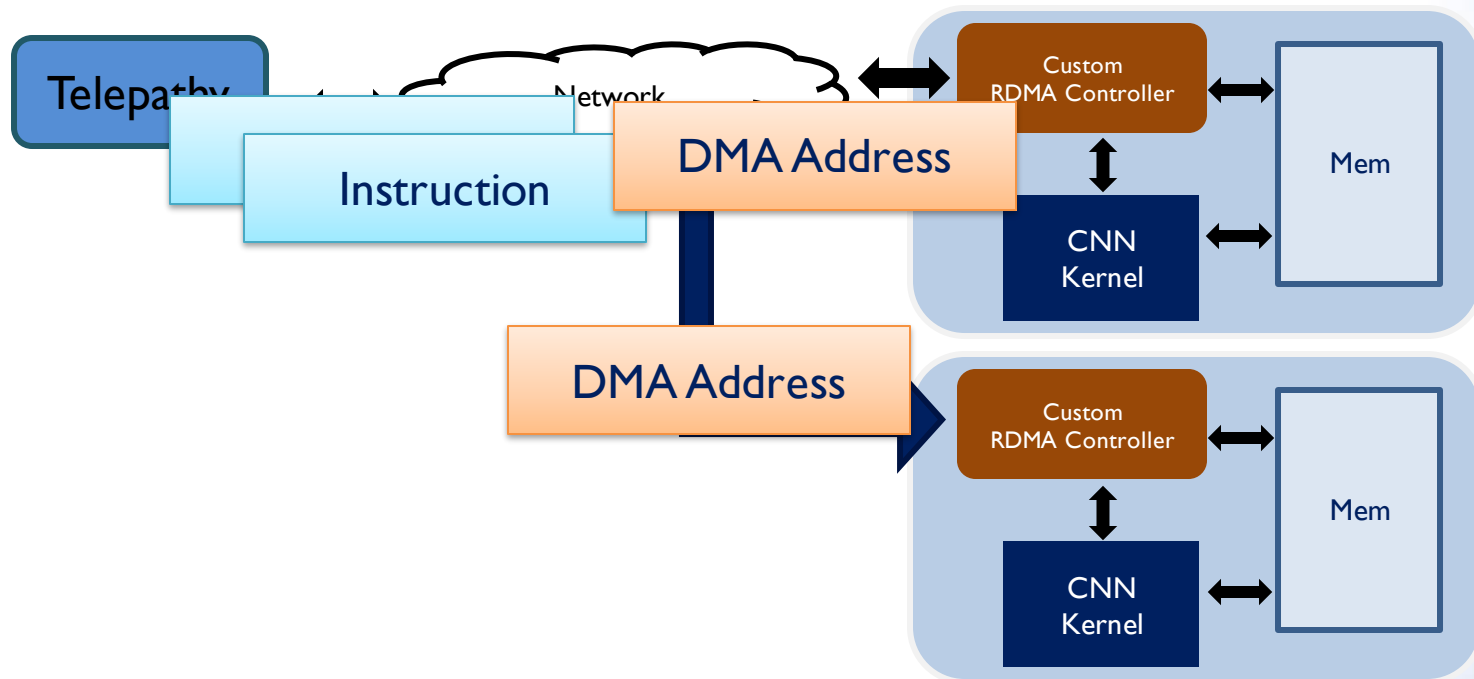 Telepathy
Network
Custom
RDMA Controller
DMA Address
Mem
Instruction
CNN
Kernel
DMA Address
Custom
RDMA Controller
Mem
CNN
Kernel